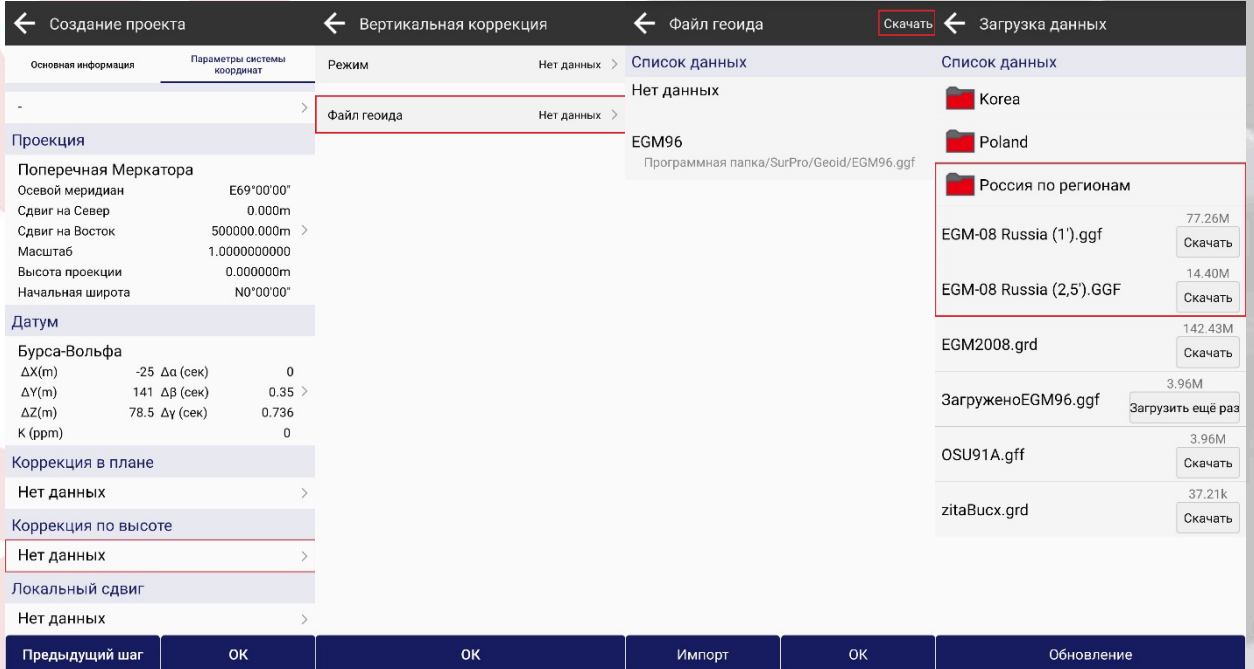 Создание проекта
Основная информация
Параметры системы
координат
-
Проекция
Поперечная Меркатора
Осевой меридиан E69°00'00"
Сдвиг на Север 0.000m
Сдвиг на Восток 500000.000m
Масштаб 1.0000000000
Высота проекции 0.000000m
Начальная широта N0°00'00"
Датум
Бурса-Вольфа
ΔX(m) -25 Δα (сек) 0
ΔY(m) 141 Δβ (сек) 0.35
ΔZ(m) 78.5 Δγ (сек) 0.736
K (ppm) 0
Коррекция в плане
Нет данных
Коррекция по высоте
Нет данных
Локальный сдвиг
Нет данных
Предыдущий шаг
OK
Вертикальная коррекция
Режим Нет данных
Файл геоида Нет данных
OK
Файл геоида
Скачать
Список данных
Нет данных
EGM96
Программная папка/SurPro/Geoid/EGM96.ggf
Импорт
OK
Загрузка данных
Список данных
Korea
Poland
Россия по регионам
EGM-08 Russia (1').ggf
77.26M
Скачать
EGM-08 Russia (2,5').GGF
14.40M
Скачать
EGM2008.grd
142.43M
Скачать
ЗагруженоEGM96.ggf
3.96M
Загрузить ещё раз
OSU91A.gff
3.96M
Скачать
zitaBucx.grd
37.21k
Скачать
Обновление